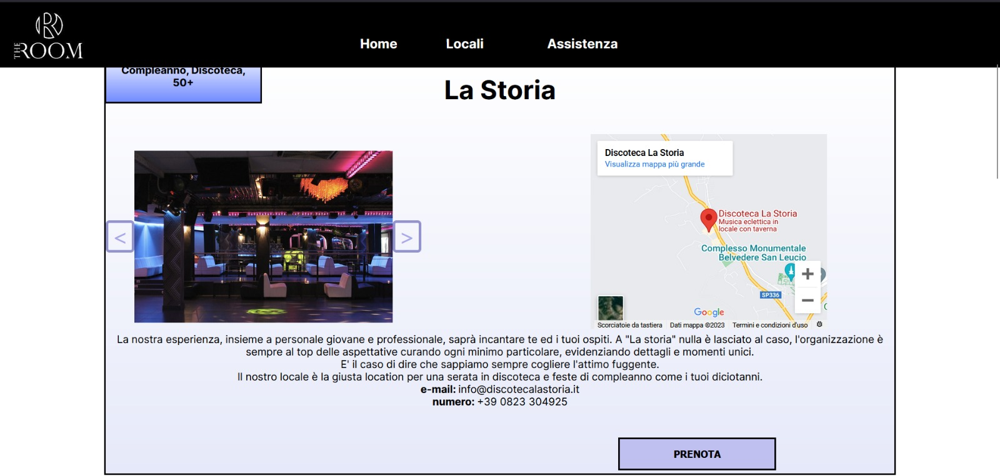 THE ROOM
Home
Locali
Assistenza
Compleanno, Discoteca,
50+
La Storia
<
>
Discoteca La Storia
Visualizza mappa più grande
Discoteca La Storia
Musica eclettica in
locale con taverna
Complesso Monumentale
Belvedere San Leucio
SP336
+
−
Google
Scorciatoie da tastiera
Dati mappa ©2023
Termini e condizioni d'uso
La nostra esperienza, insieme a personale giovane e professionale, saprà incantare te ed i tuoi ospiti. A "La storia" nulla è lasciato al caso, l'organizzazione è
sempre al top delle aspettative curando ogni minimo particolare, evidenziando dettagli e momenti unici.
E' il caso di dire che sappiamo sempre cogliere l'attimo fuggente.
Il nostro locale è la giusta location per una serata in discoteca e feste di compleanno come i tuoi diciotanni.
e-mail: info@discotecalastoria.it
numero: +39 0823 304925
PRENOTA